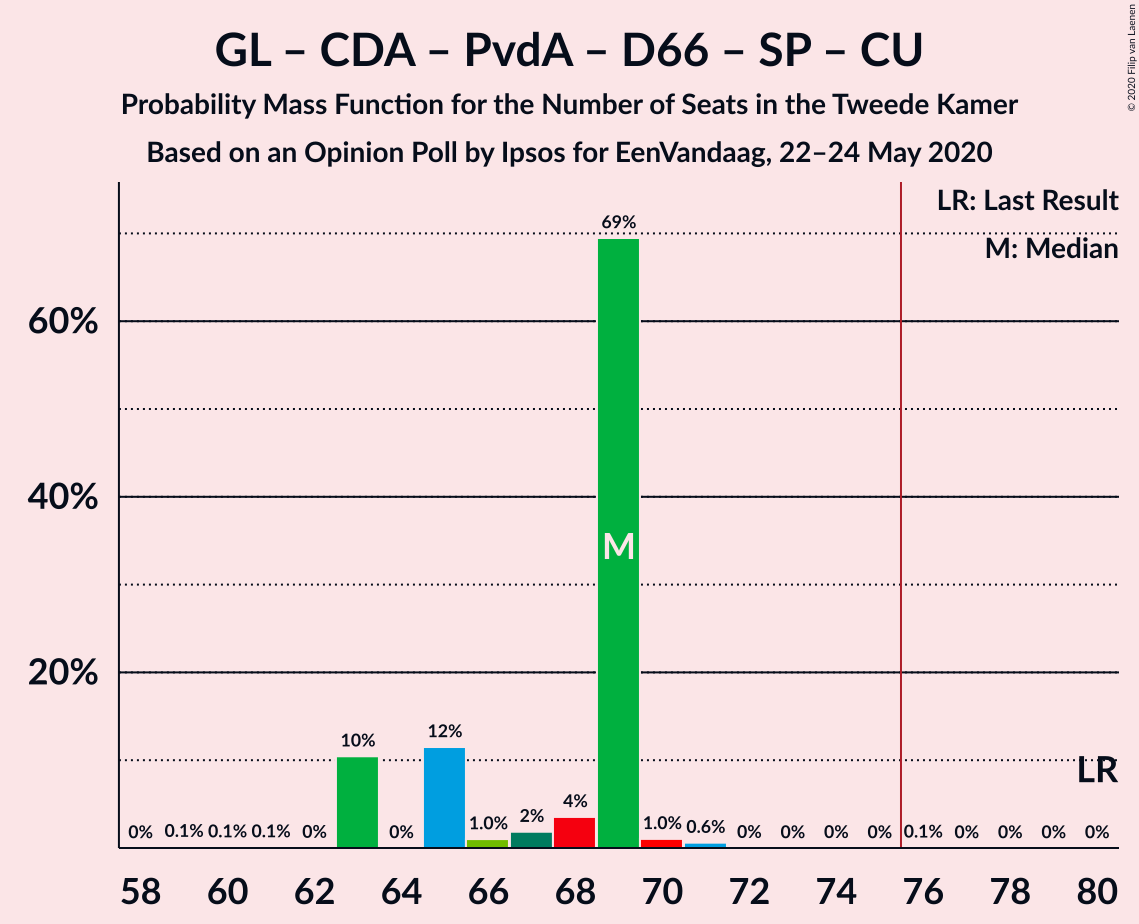 GL – CDA – PvdA – D66 – SP – CU
Probability Mass Function for the Number of Seats in the Tweede Kamer
Based on an Opinion Poll by Ipsos for EenVandaag, 22–24 May 2020
© 2020 Filip van Laenen
LR: Last Result
M: Median
60%
40%
20%
0% 0.1% 0.1% 0.1% 0% 10% 0% 12% 1.0% 2% 4% 69% 1.0% 0.6% 0% 0% 0% 0% 0.1% 0% 0% 0% 0%
M
LR
58 60 62 64 66 68 70 72 74 76 78 80